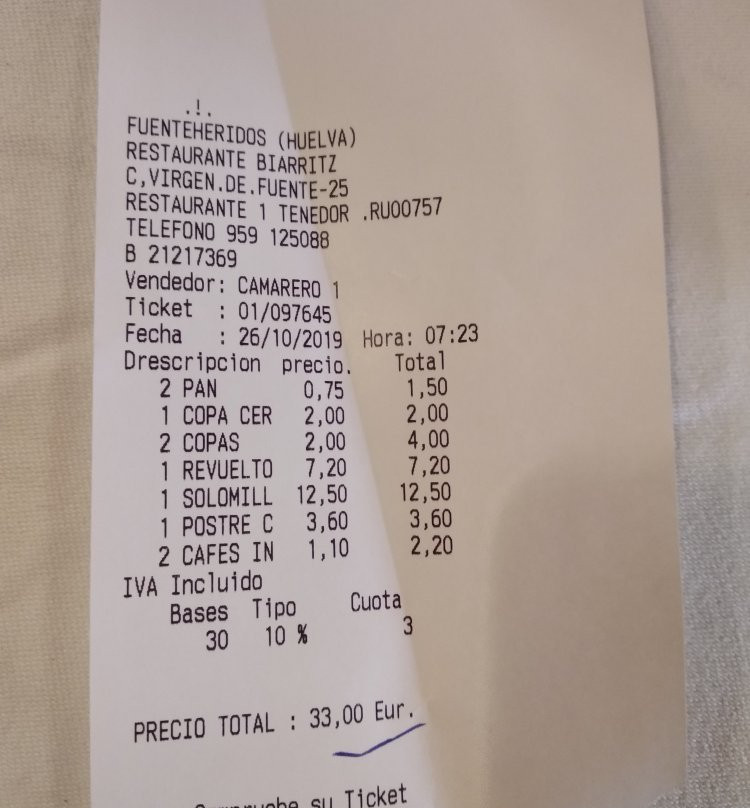 .!.
FUENTEHERIDOS (HUELVA)
RESTAURANTE BIARRITZ
C,VIRGEN.DE.FUENTE-25
RESTAURANTE 1 TENEDOR .RU00757
TELEFONO 959 125088
B 21217369
Vendedor: CAMARERO 1
Ticket : 01/097645
Fecha : 26/10/2019 Hora: 07:23
Drescripcion precio. Total
2 PAN 0,75 1,50
1 COPA CER 2,00 2,00
2 COPAS 2,00 4,00
1 REVUELTO 7,20 7,20
1 SOLOMILL 12,50 12,50
1 POSTRE C 3,60 3,60
2 CAFES IN 1,10 2,20
IVA Incluido
Bases Tipo Cuota
30 10 % 3
PRECIO TOTAL : 33,00 Eur.
su Ticket